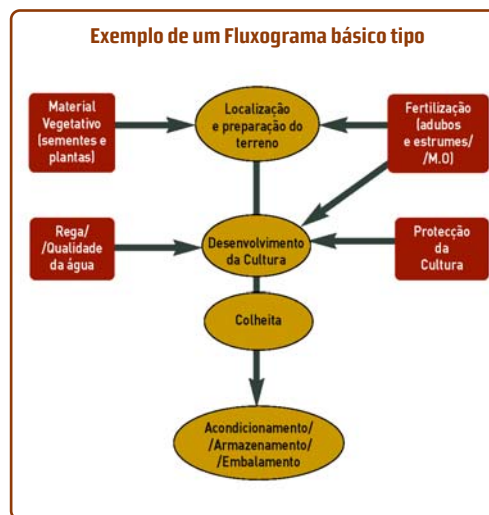 Exemplo de um Fluxograma básico tipo
Material
Vegetativo
(sementes e
plantas)
Localização
e preparação do
terreno
Fertilização
(adubos
e estrumes/
/M.O)
Rega/
/Qualidade
da água
Desenvolvimento
da Cultura
Protecção
da
Cultura
Colheita
Acondicionamento/
/Armazenamento/
/Embalamento